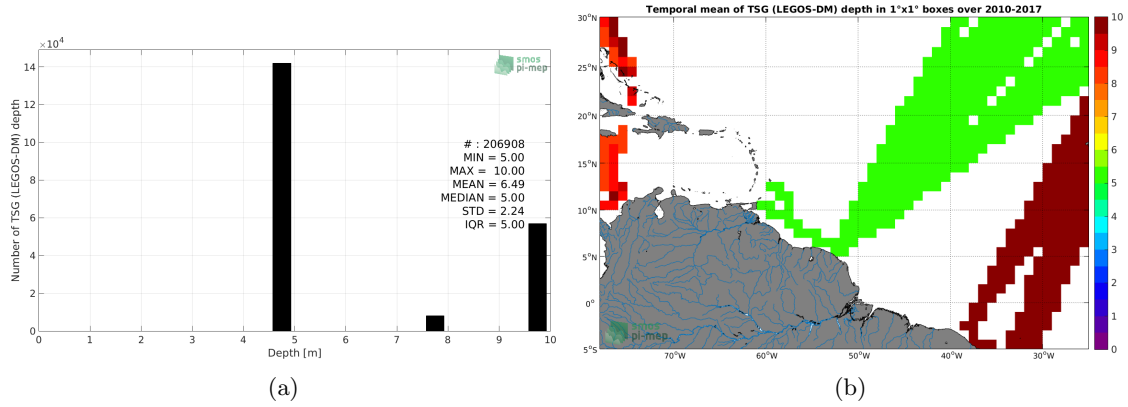 ×10⁴
14
12
10
8
6
4
2
0
Number of TSG (LEGOS-DM) depth
smos
pi-mep
# : 206908
MIN = 5.00
MAX = 10.00
MEAN = 6.49
MEDIAN = 5.00
STD = 2.24
IQR = 5.00
0 1 2 3 4 5 6 7 8 9 10
Depth [m]
(a)
Temporal mean of TSG (LEGOS-DM) depth in 1°x1° boxes over 2010-2017
30°N
25°N
20°N
15°N
10°N
5°N
0°
5°S
70°W 60°W 50°W 40°W 30°W
smos
pi-mep
10
9
8
7
6
5
4
3
2
1
0
(b)